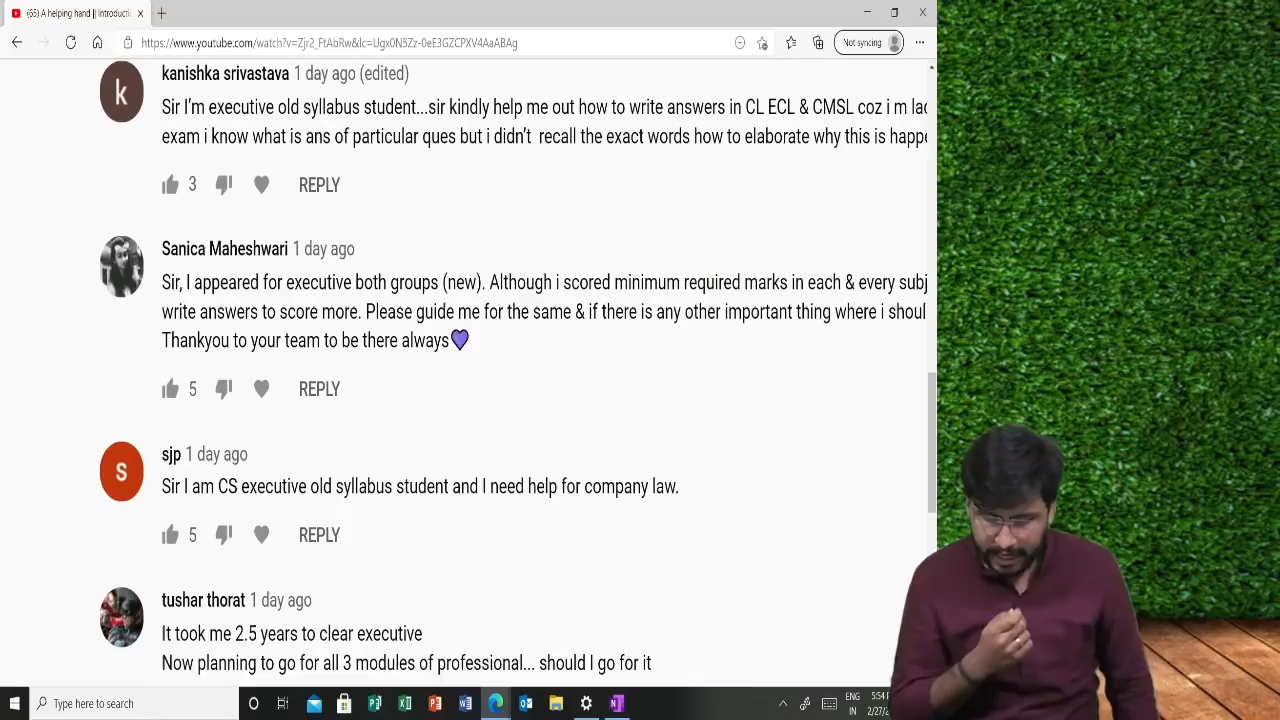 (65) A helping hand || Introducti
https://www.youtube.com/watch?v=Zjr2_FtAbRw&lc=Ugx0N5Zz-0eE3GZCPXV4AaABAg
Not syncing
k
kanishka srivastava 1 day ago (edited)
Sir I'm executive old syllabus student...sir kindly help me out how to write answers in CL ECL & CMSL coz i m
exam i know what is ans of particular ques but i didn't recall the exact words how to elaborate why this is
3 REPLY
Sanica Maheshwari 1 day ago
Sir, I appeared for executive both groups (new). Although i scored minimum required marks in each & every
write answers to score more. Please guide me for the same & if there is any other important thing where i
Thankyou to your team to be there always💜
5 REPLY
s
sjp 1 day ago
Sir I am CS executive old syllabus student and I need help for company law.
5 REPLY
tushar thorat 1 day ago
It took me 2.5 years to clear executive
Now planning to go for all 3 modules of professional... should I go for it
Type here to search
ENG
IN